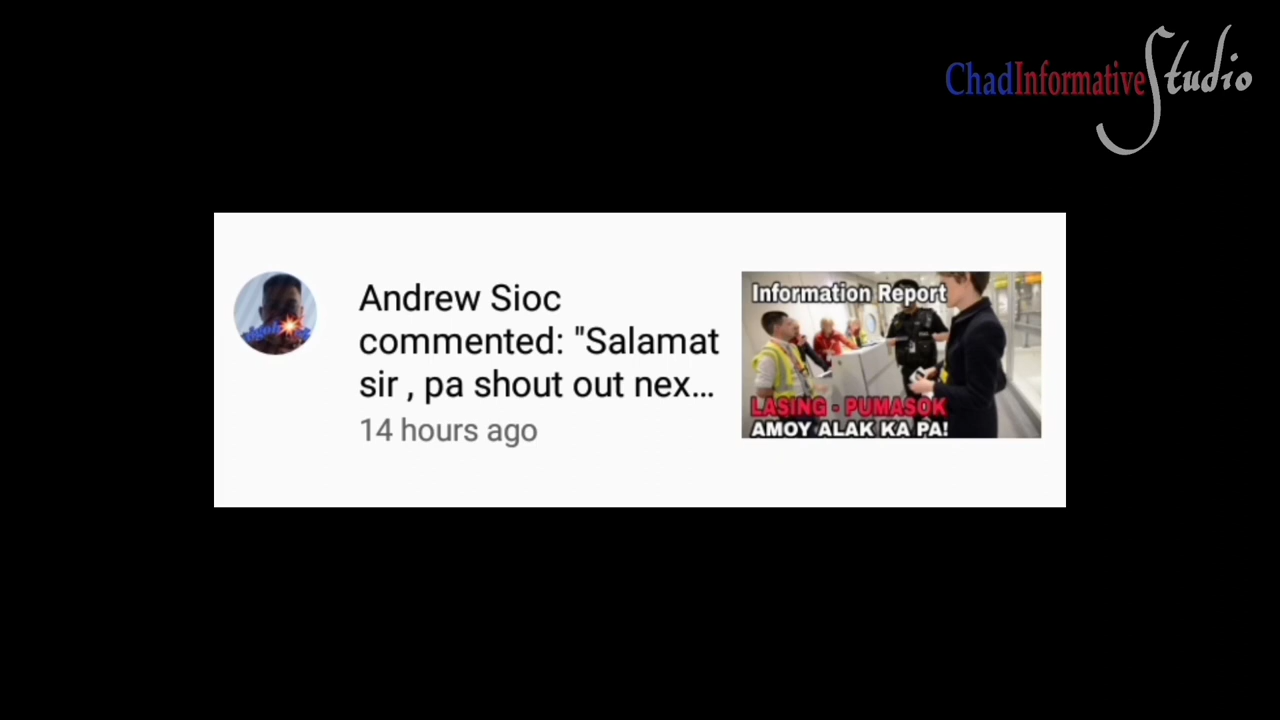 ChadInformativeStudio
Andrew Sioc
commented: "Salamat
sir , pa shout out nex...
14 hours ago
Information Report
LASING - PUMASOK
AMOY ALAK KA PA!